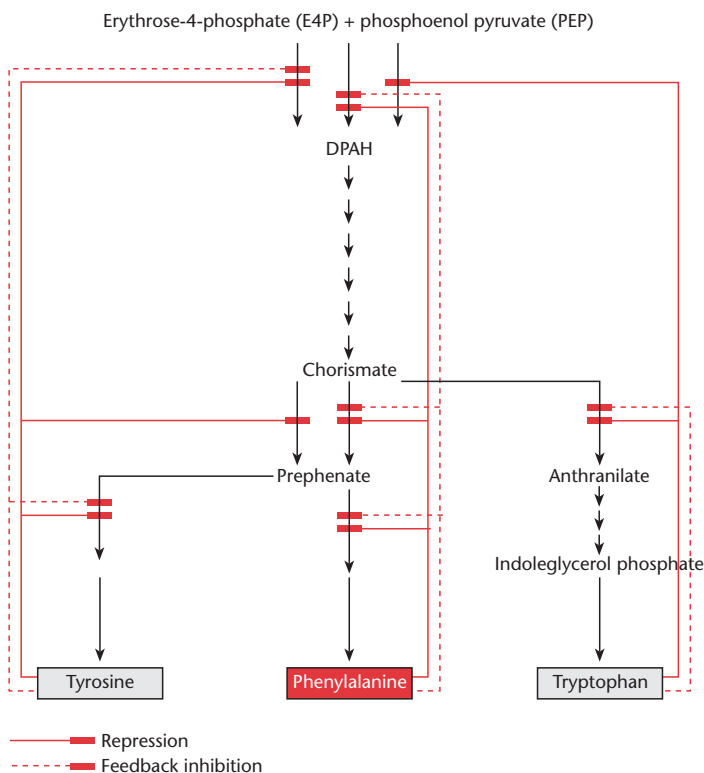 Erythrose-4-phosphate (E4P) + phosphoenol pyruvate (PEP)
DPAH
Chorismate
Prephenate
Anthranilate
Indoleglycerol phosphate
Tyrosine
Phenylalanine
Tryptophan
Repression
Feedback inhibition